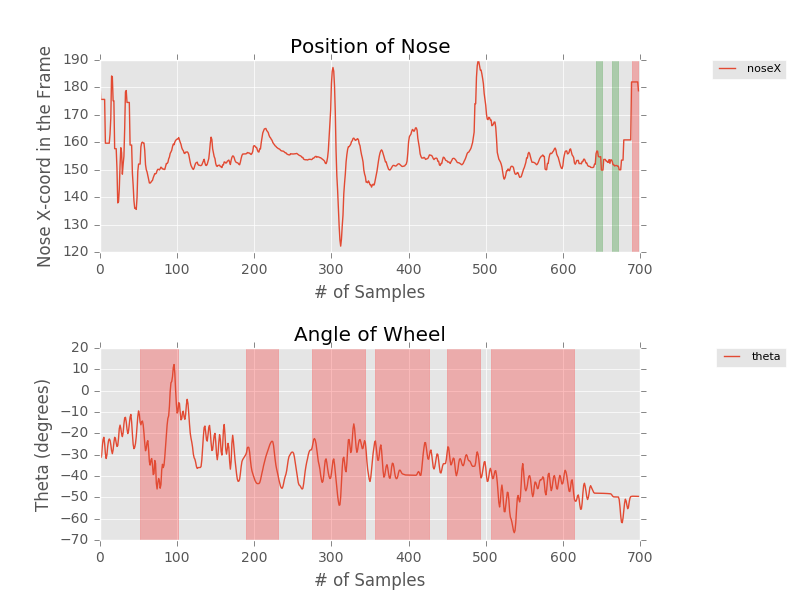 Position of Nose
190
180
170
160
150
140
130
120
Nose X-coord in the Frame
0 100 200 300 400 500 600 700
# of Samples
noseX
Angle of Wheel
20
10
0
−10
−20
−30
−40
−50
−60
−70
Theta (degrees)
0 100 200 300 400 500 600 700
# of Samples
theta